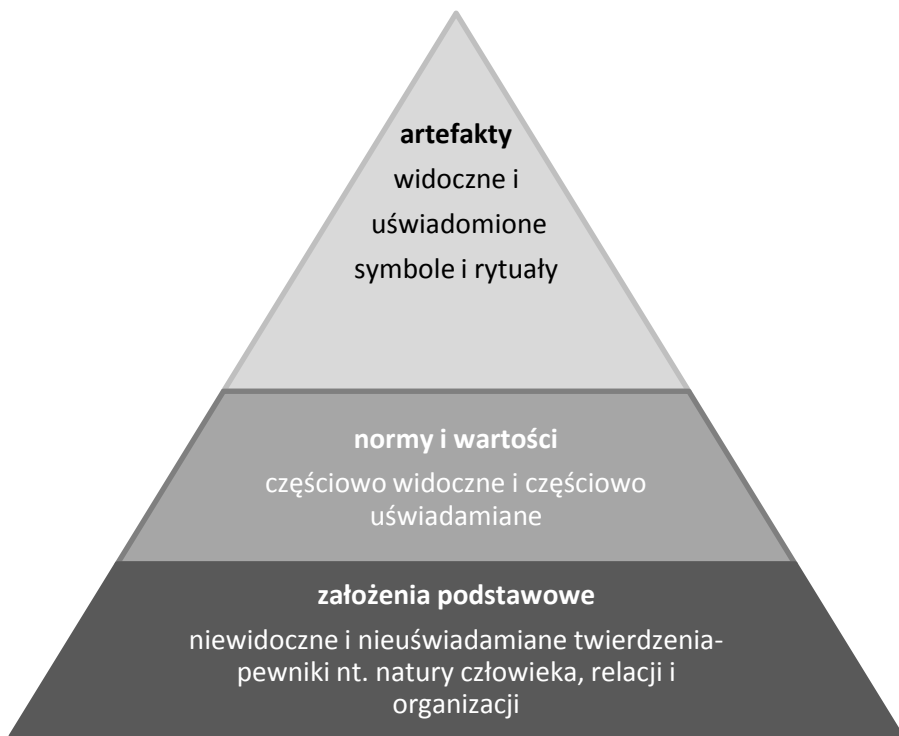 artefakty
widoczne i
uświadomione
symbole i rytuały
normy i wartości
częściowo widoczne i częściowo
uświadamiane
założenia podstawowe
niewidoczne i nieuświadamiane twierdzenia-
pewniki nt. natury człowieka, relacji i
organizacji